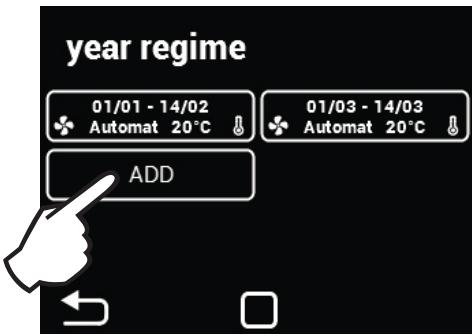 year regime
01/01 - 14/02
Automat 20°C
01/03 - 14/03
Automat 20°C
ADD